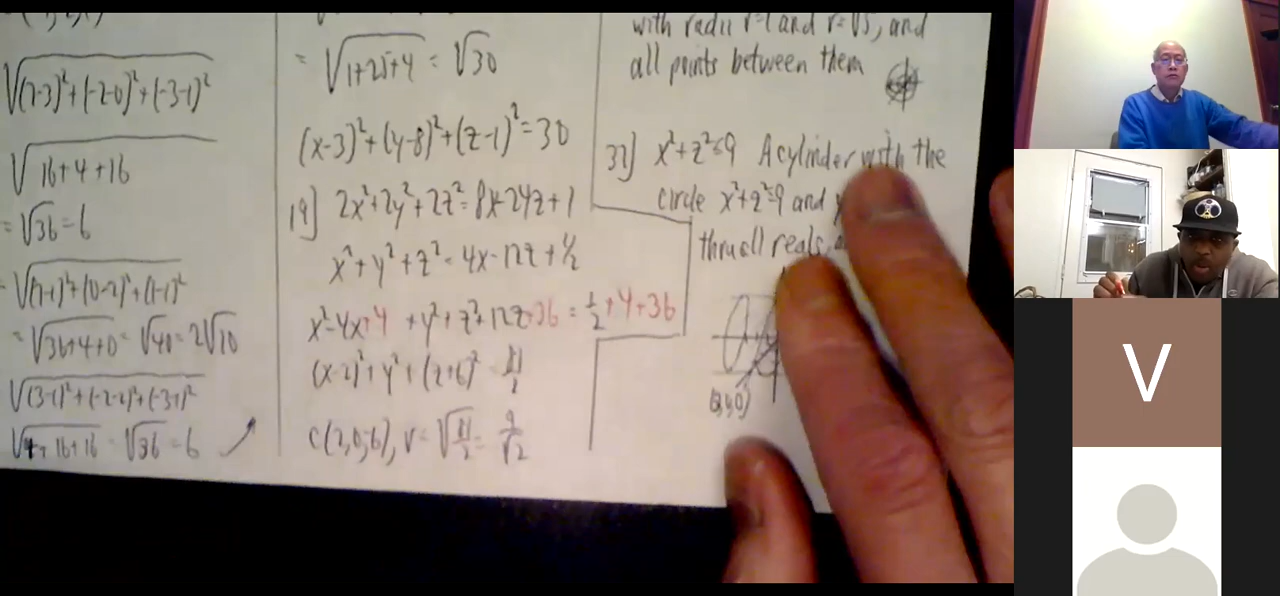 √(7-3)²+(-2-0)²+(-3-1)²
√16+4+16
= √36 = 6
= √(7-1)²+(0-2)²+(1-1)²
= √36+4+0 = √40 = 2√10
√(3-1)²+(-2-2)²+(-3-1)²
√4+16+16 = √36 = 6
= √1+25+4 = √30
(x-3)²+(y-8)²+(z-1)²=30
19] 2x²+2y²+2z²=8x-24z+1
x²+y²+z²=4x-12z+½
x²-4x+4 +y²+z²+12z+36 = ½+4+36
(x-2)²+y²+(z+6)² = 81/2
C(2,0,-6), r = √81/2 = 9/√2
with radii r=1 and r=√5, and
all points between them
37] x²+z²≤9 A cylinder with the
circle x²+z²=9 and
thru all reals,
V